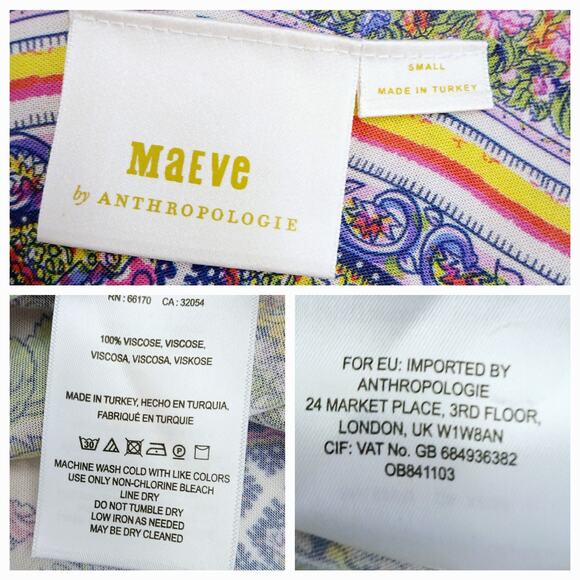 MAEVE
by ANTHROPOLOGIE
SMALL
MADE IN TURKEY
RN : 66170 CA : 32054
100% VISCOSE, VISCOSE,
VISCOSA, VISCOSA, VISKOSE
MADE IN TURKEY, HECHO EN TURQUIA,
FABRIQUÉ EN TURQUIE
30 P
MACHINE WASH COLD WITH LIKE COLORS
USE ONLY NON-CHLORINE BLEACH
LINE DRY
DO NOT TUMBLE DRY
LOW IRON AS NEEDED
MAY BE DRY CLEANED
FOR EU: IMPORTED BY
ANTHROPOLOGIE
24 MARKET PLACE, 3RD FLOOR,
LONDON, UK W1W8AN
CIF: VAT No. GB 684936382
OB841103